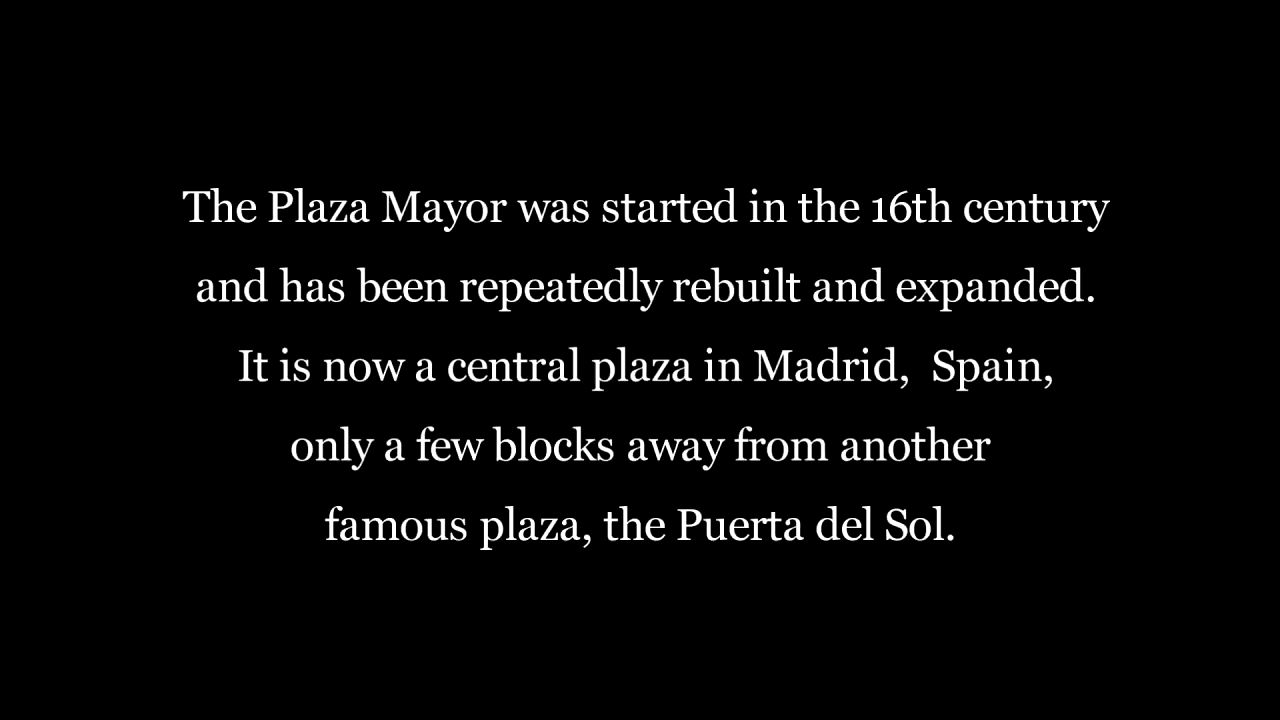 The Plaza Mayor was started in the 16th century
and has been repeatedly rebuilt and expanded.
It is now a central plaza in Madrid,  Spain,
only a few blocks away from another
famous plaza, the Puerta del Sol.